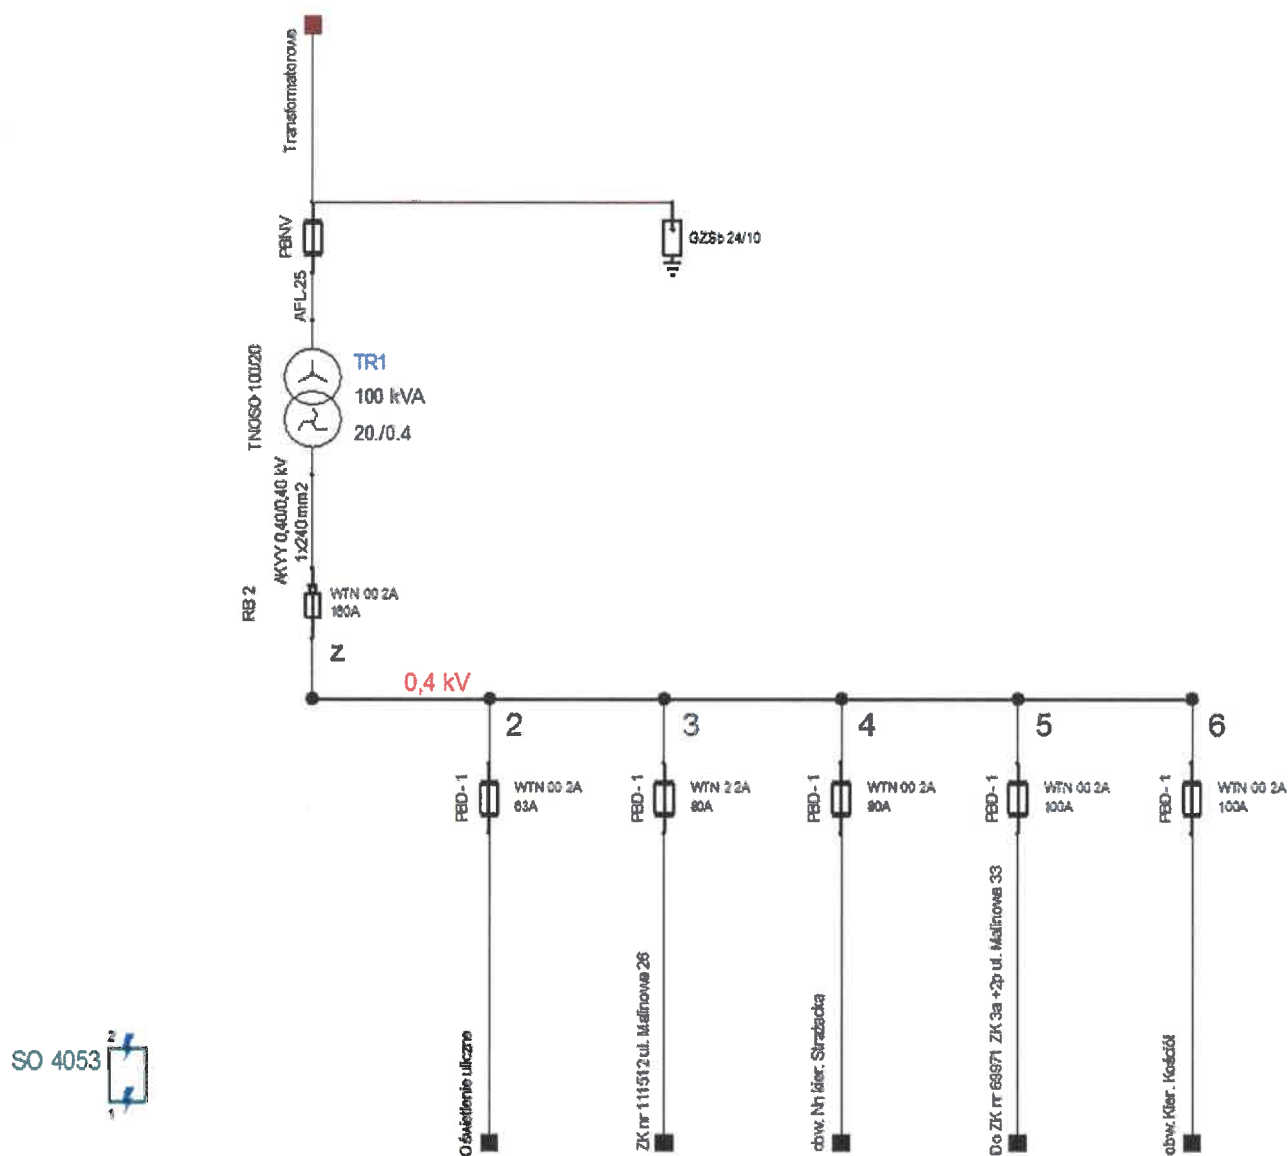 Transformatorowa
PBNV
GZSb 24/10
AFL-25
TNOSO-100/20
TR1
100 kVA
20./0.4
AKYY 0,40/0,40 kV
1x240mm2
RB 2
WTN 00 2A
160A
Z
0,4 kV
2
3
4
5
6
PBD- 1
WTN 00 2A
63A
PBD- 1
WTN 2 2A
80A
PBD- 1
WTN 00 2A
PBD- 1
WTN 00 2A
100A
PBD- 1
WTN 00 2A
100A
Oświetlenie uliczne
ZK nr 111512 ul. Malinowa 26
obw. Nn kier. Strażacka
Do ZK nr 69971 ZK 3a +2p ul. Malinowa 33
obw. Kier. Kościół
SO 4053
2
1